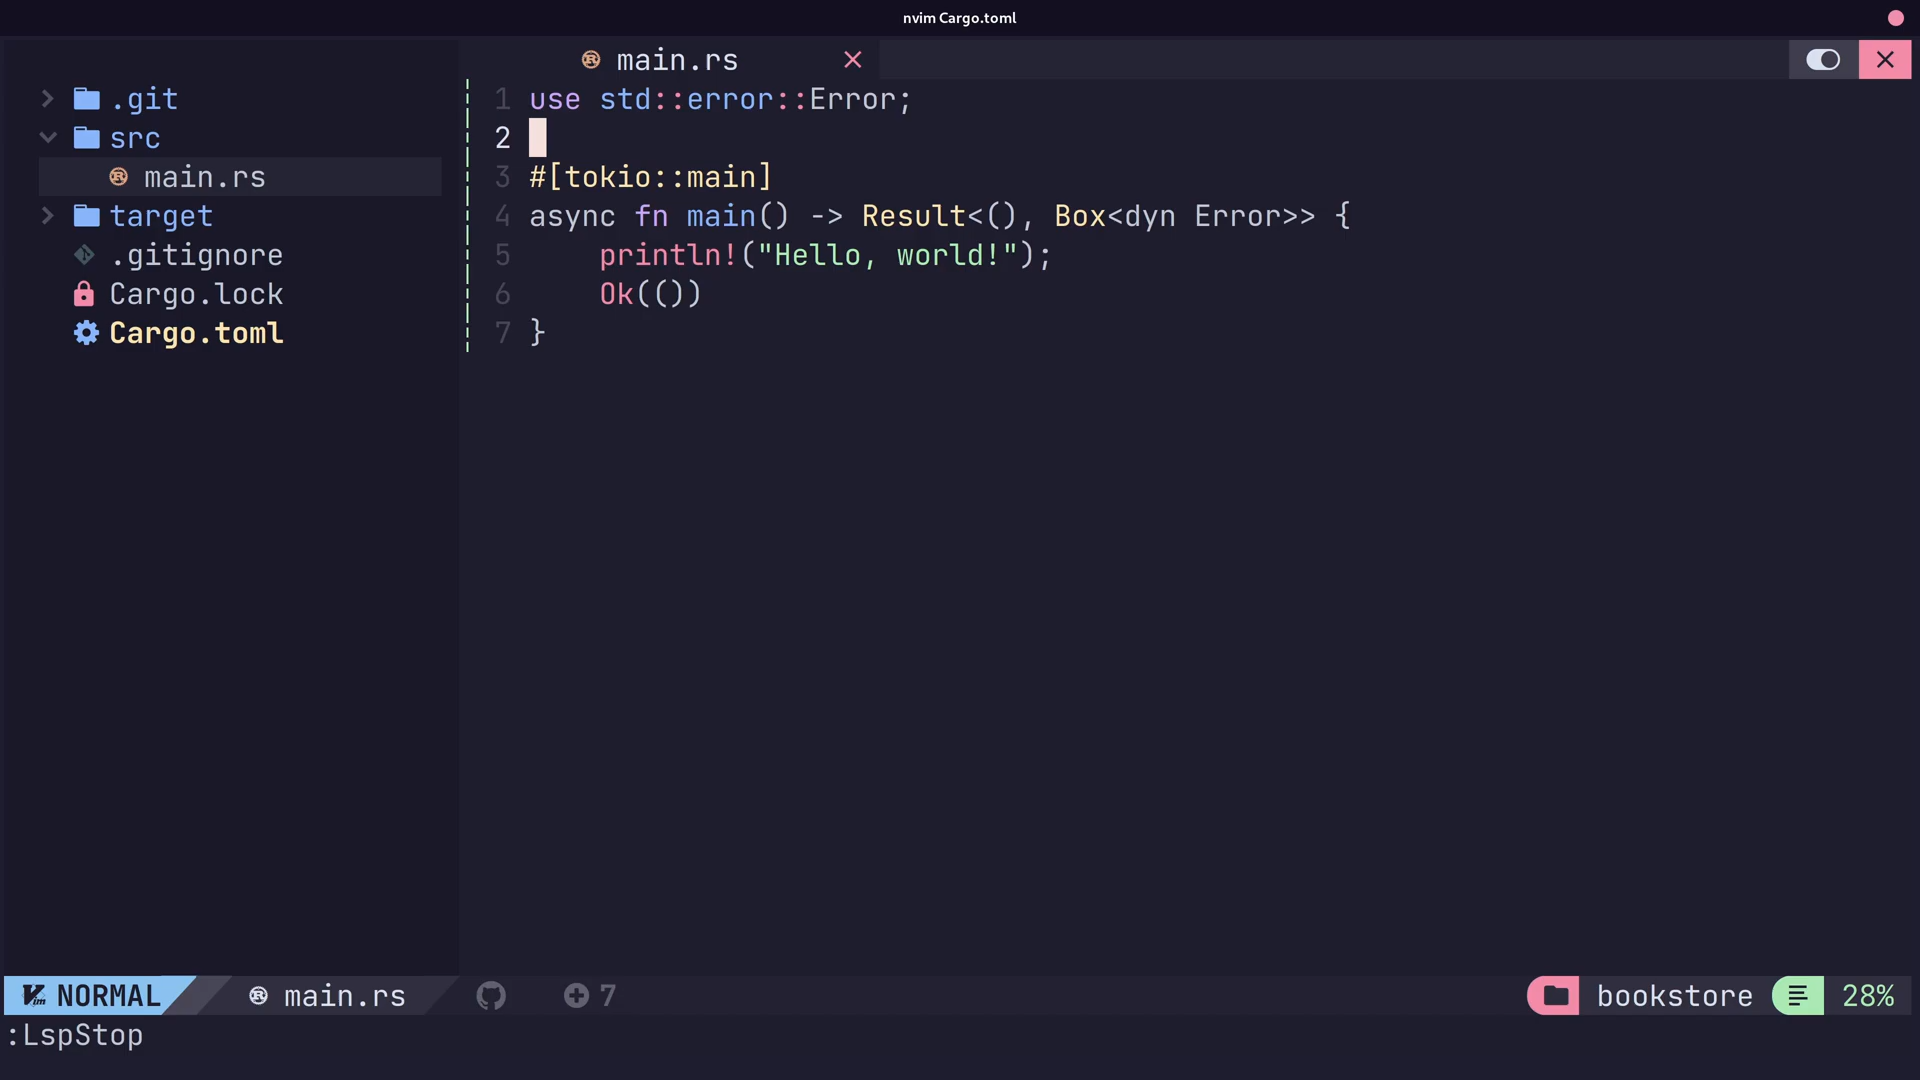 nvim Cargo.toml
main.rs
.git
src
main.rs
target
.gitignore
Cargo.lock
Cargo.toml
1 use std::error::Error;
2
3 #[tokio::main]
4 async fn main() -> Result<(), Box<dyn Error>> {
5     println!("Hello, world!");
6     Ok(())
7 }
NORMAL main.rs 7 bookstore 28%
:LspStop